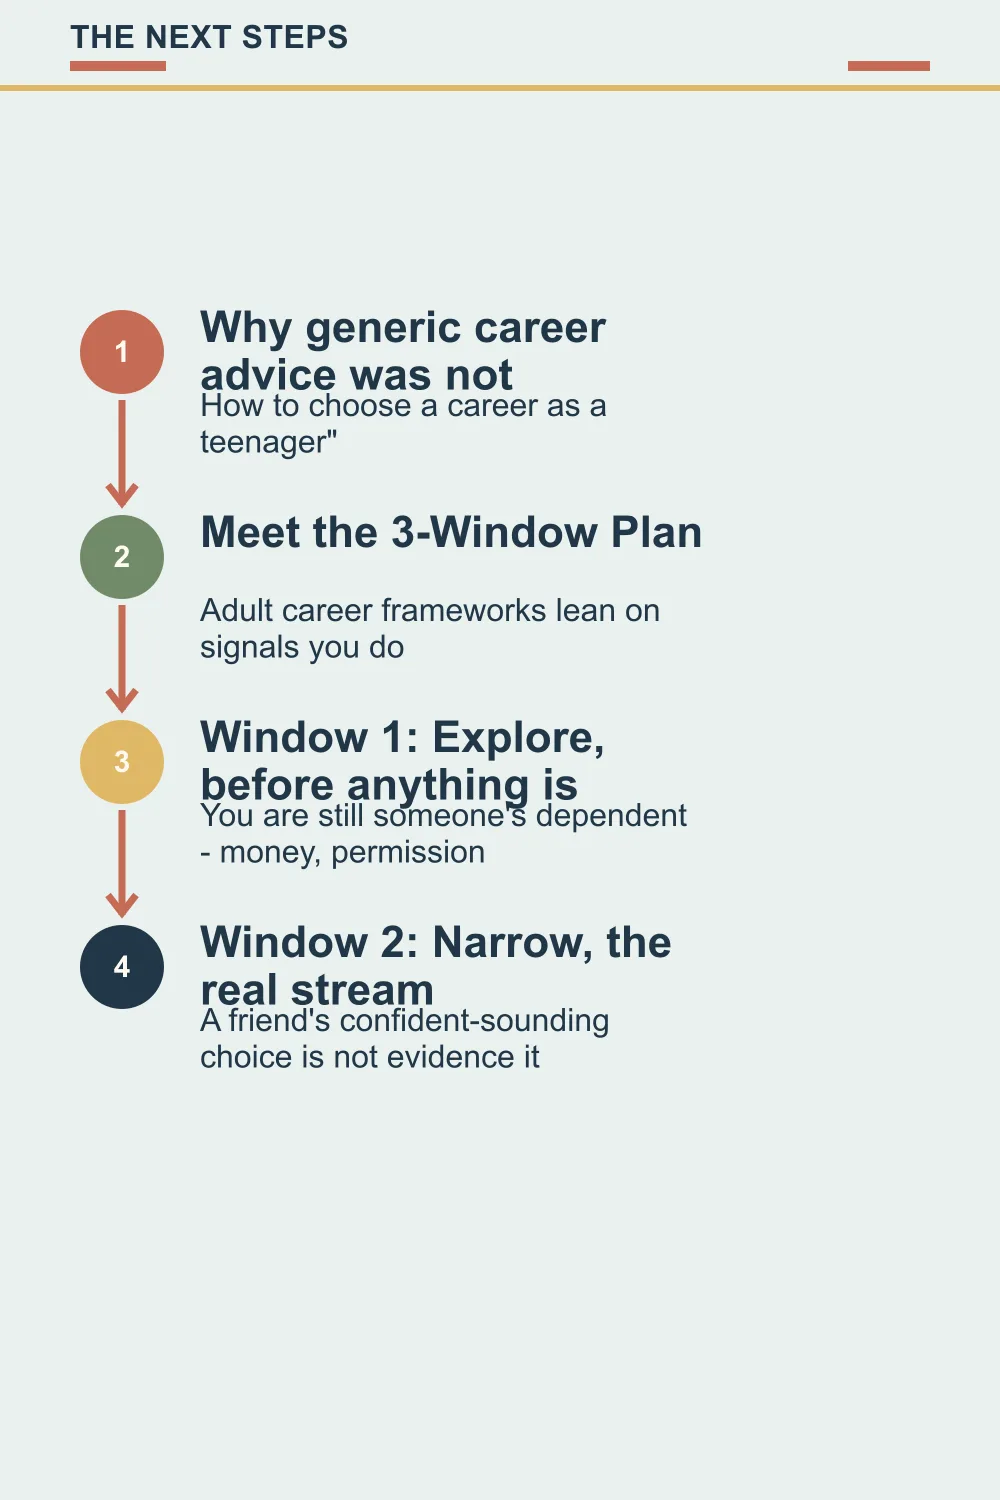 THE NEXT STEPS
1
Why generic career
advice was not
How to choose a career as a
teenager"
2
Meet the 3-Window Plan
Adult career frameworks lean on
signals you do
3
Window 1: Explore,
before anything is
You are still someone's dependent
- money, permission
4
Window 2: Narrow, the
real stream
A friend's confident-sounding
choice is not evidence it